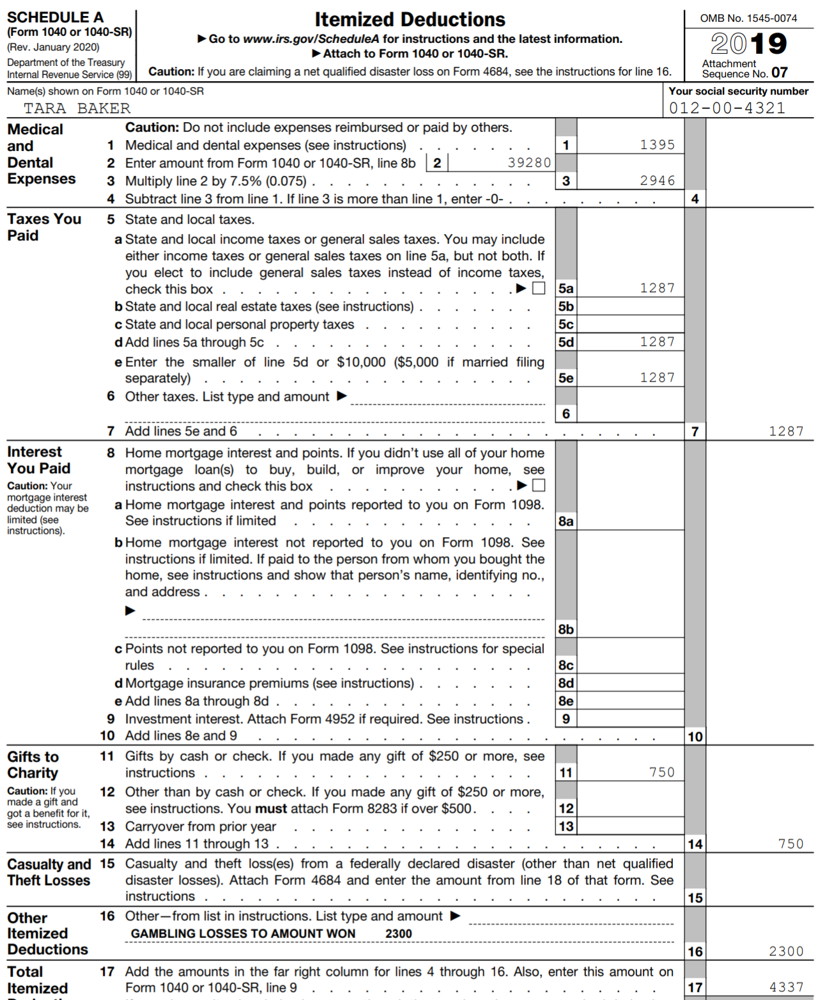 SCHEDULE A
(Form 1040 or 1040-SR)
(Rev. January 2020)
Department of the Treasury
Internal Revenue Service (99)
Itemized Deductions
▶ Go to www.irs.gov/ScheduleA for instructions and the latest information.
▶ Attach to Form 1040 or 1040-SR.
Caution: If you are claiming a net qualified disaster loss on Form 4684, see the instructions for line 16.
OMB No. 1545-0074
2019
Attachment
Sequence No. 07
Name(s) shown on Form 1040 or 1040-SR
TARA BAKER
Your social security number
012-00-4321
Medical
and
Dental
Expenses
Caution: Do not include expenses reimbursed or paid by others.
1 Medical and dental expenses (see instructions) . . . . . . . 1 1395
2 Enter amount from Form 1040 or 1040-SR, line 8b 2 39280
3 Multiply line 2 by 7.5% (0.075) . . . . . . . . . . . . . 3 2946
4 Subtract line 3 from line 1. If line 3 is more than line 1, enter -0- . . . . . . . . . 4
Taxes You
Paid
5 State and local taxes.
a State and local income taxes or general sales taxes. You may include
either income taxes or general sales taxes on line 5a, but not both. If
you elect to include general sales taxes instead of income taxes,
check this box . . . . . . . . . . . . . . . . . ▶ ☐ 5a 1287
b State and local real estate taxes (see instructions) . . . . . . . 5b
c State and local personal property taxes . . . . . . . . . . 5c
d Add lines 5a through 5c . . . . . . . . . . . . . . . 5d 1287
e Enter the smaller of line 5d or $10,000 ($5,000 if married filing
separately) . . . . . . . . . . . . . . . . . . . 5e 1287
6 Other taxes. List type and amount ▶
6
7 Add lines 5e and 6 . . . . . . . . . . . . . . . . . . . . . . . 7 1287
Interest
You Paid
Caution: Your
mortgage interest
deduction may be
limited (see
instructions).
8 Home mortgage interest and points. If you didn’t use all of your home
mortgage loan(s) to buy, build, or improve your home, see
instructions and check this box . . . . . . . . . . . ▶ ☐
a Home mortgage interest and points reported to you on Form 1098.
See instructions if limited . . . . . . . . . . . . . . 8a
b Home mortgage interest not reported to you on Form 1098. See
instructions if limited. If paid to the person from whom you bought the
home, see instructions and show that person’s name, identifying no.,
and address . . . . . . . . . . . . . . . . . . .
▶
8b
c Points not reported to you on Form 1098. See instructions for special
rules . . . . . . . . . . . . . . . . . . . . . 8c
d Mortgage insurance premiums (see instructions) . . . . . . . 8d
e Add lines 8a through 8d . . . . . . . . . . . . . . . 8e
9 Investment interest. Attach Form 4952 if required. See instructions . 9
10 Add lines 8e and 9 . . . . . . . . . . . . . . . . . . . . . . . 10
Gifts to
Charity
Caution: If you
made a gift and
got a benefit for it,
see instructions.
11 Gifts by cash or check. If you made any gift of $250 or more, see
instructions . . . . . . . . . . . . . . . . . . . 11 750
12 Other than by cash or check. If you made any gift of $250 or more,
see instructions. You must attach Form 8283 if over $500. . . . . 12
13 Carryover from prior year . . . . . . . . . . . . . . 13
14 Add lines 11 through 13 . . . . . . . . . . . . . . . . . . . . . . 14 750
Casualty and
Theft Losses
15 Casualty and theft loss(es) from a federally declared disaster (other than net qualified
disaster losses). Attach Form 4684 and enter the amount from line 18 of that form. See
instructions . . . . . . . . . . . . . . . . . . . . . . . . . . 15
Other
Itemized
Deductions
16 Other—from list in instructions. List type and amount ▶
GAMBLING LOSSES TO AMOUNT WON 2300
16 2300
Total
Itemized
17 Add the amounts in the far right column for lines 4 through 16. Also, enter this amount on
Form 1040 or 1040-SR, line 9 . . . . . . . . . . . . . . . . . . . . 17 4337